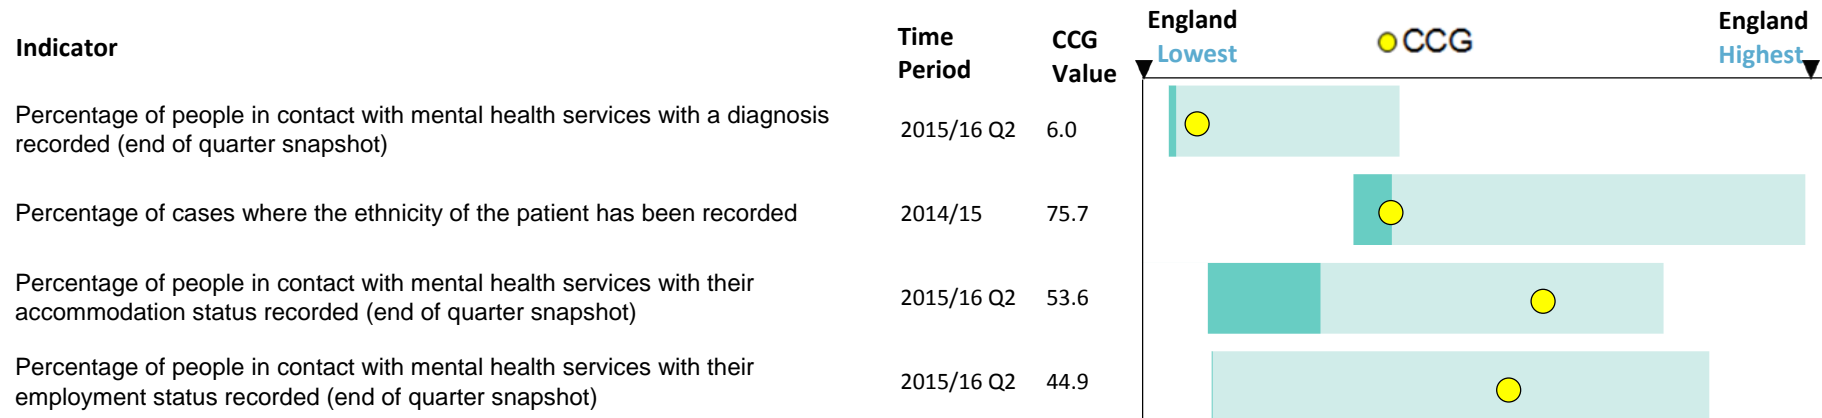 Indicator
Time
Period
CCG
Value
England
Lowest
CCG
England
Highest
Percentage of people in contact with mental health services with a diagnosis
recorded (end of quarter snapshot)
2015/16 Q2
6.0
Percentage of cases where the ethnicity of the patient has been recorded
2014/15
75.7
Percentage of people in contact with mental health services with their
accommodation status recorded (end of quarter snapshot)
2015/16 Q2
53.6
Percentage of people in contact with mental health services with their
employment status recorded (end of quarter snapshot)
2015/16 Q2
44.9